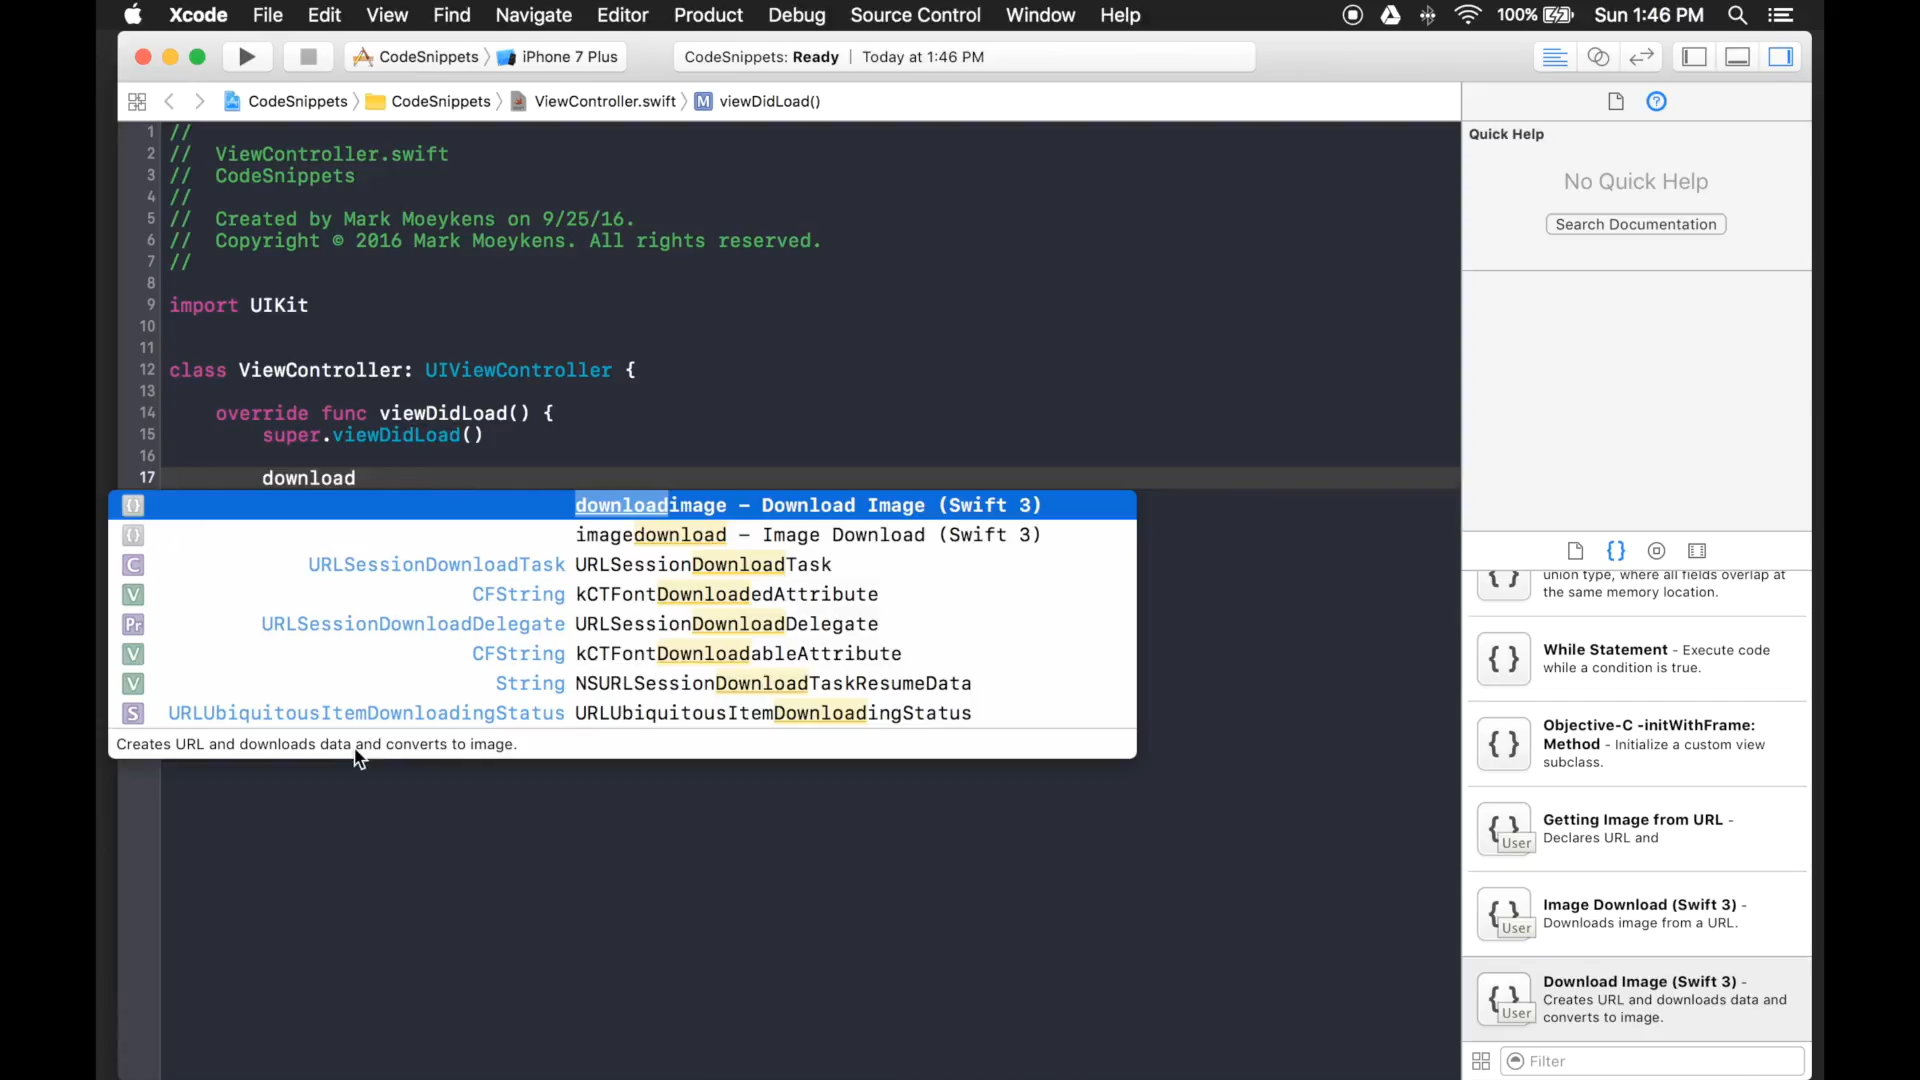 Xcode File Edit View Find Navigate Editor Product Debug Source Control Window Help 100% Sun 1:46 PM
CodeSnippets iPhone 7 Plus CodeSnippets: Ready | Today at 1:46 PM
CodeSnippets CodeSnippets ViewController.swift M viewDidLoad()
1 //
2 // ViewController.swift
3 // CodeSnippets
4 //
5 // Created by Mark Moeykens on 9/25/16.
6 // Copyright © 2016 Mark Moeykens. All rights reserved.
7 //
8
9 import UIKit
10
11
12 class ViewController: UIViewController {
13
14 override func viewDidLoad() {
15 super.viewDidLoad()
16
17 download
{} downloadimage – Download Image (Swift 3)
{} imagedownload – Image Download (Swift 3)
C URLSessionDownloadTask URLSessionDownloadTask
V CFString kCTFontDownloadedAttribute
Pr URLSessionDownloadDelegate URLSessionDownloadDelegate
V CFString kCTFontDownloadableAttribute
V String NSURLSessionDownloadTaskResumeData
S URLUbiquitousItemDownloadingStatus URLUbiquitousItemDownloadingStatus
Creates URL and downloads data and converts to image.
Quick Help
No Quick Help
Search Documentation
{}
{ } union type, where all fields overlap at
the same memory location.
{ } While Statement - Execute code
while a condition is true.
{ } Objective-C -initWithFrame:
Method - Initialize a custom view
subclass.
{ } User Getting Image from URL -
Declares URL and
{ } User Image Download (Swift 3) -
Downloads image from a URL.
{ } User Download Image (Swift 3) -
Creates URL and downloads data and
converts to image.
Filter